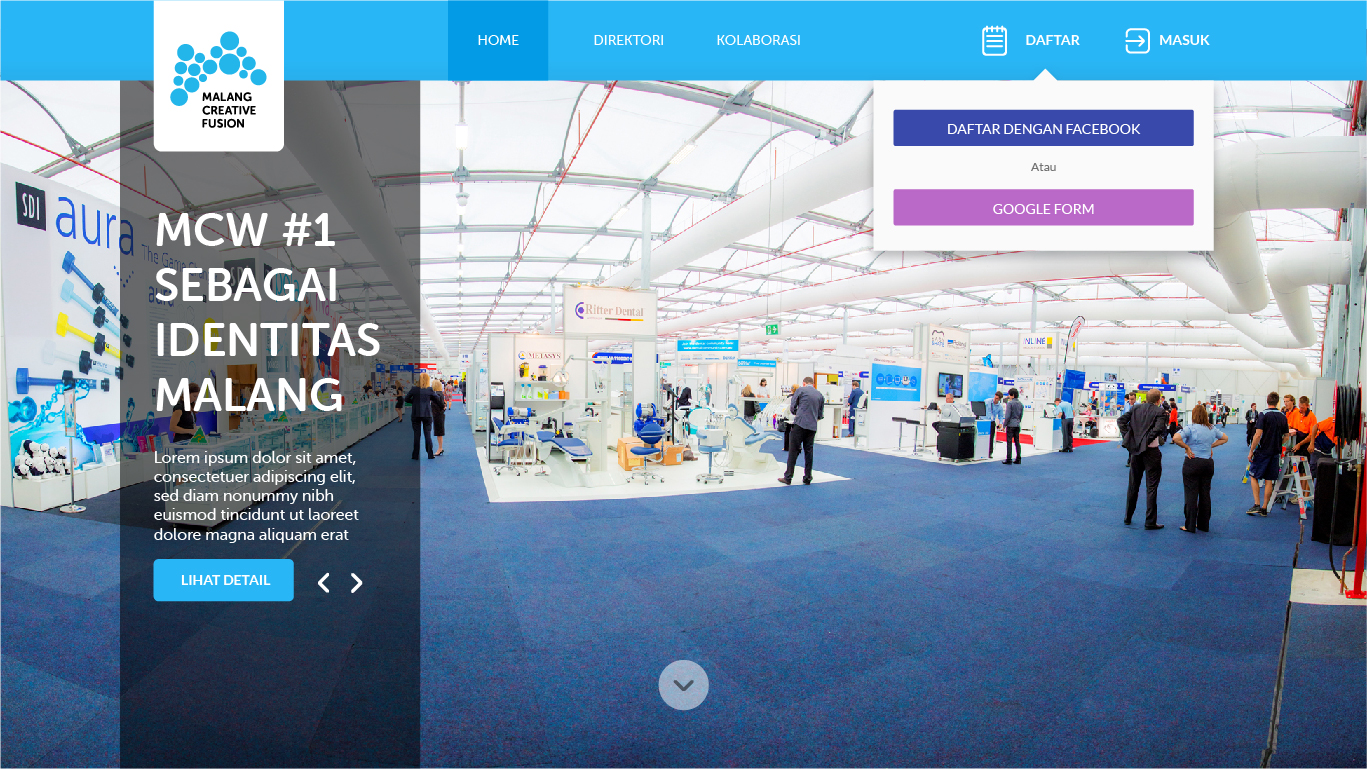 MALANG
CREATIVE
FUSION
HOME
DIREKTORI
KOLABORASI
DAFTAR
MASUK
DAFTAR DENGAN FACEBOOK
Atau
GOOGLE FORM
MCW #1
SEBAGAI
IDENTITAS
MALANG
Lorem ipsum dolor sit amet,
consectetuer adipiscing elit,
sed diam nonummy nibh
euismod tincidunt ut laoreet
dolore magna aliquam erat
LIHAT DETAIL
SDI
aura
The Game
Ritter Dental
METASYS
INLINE